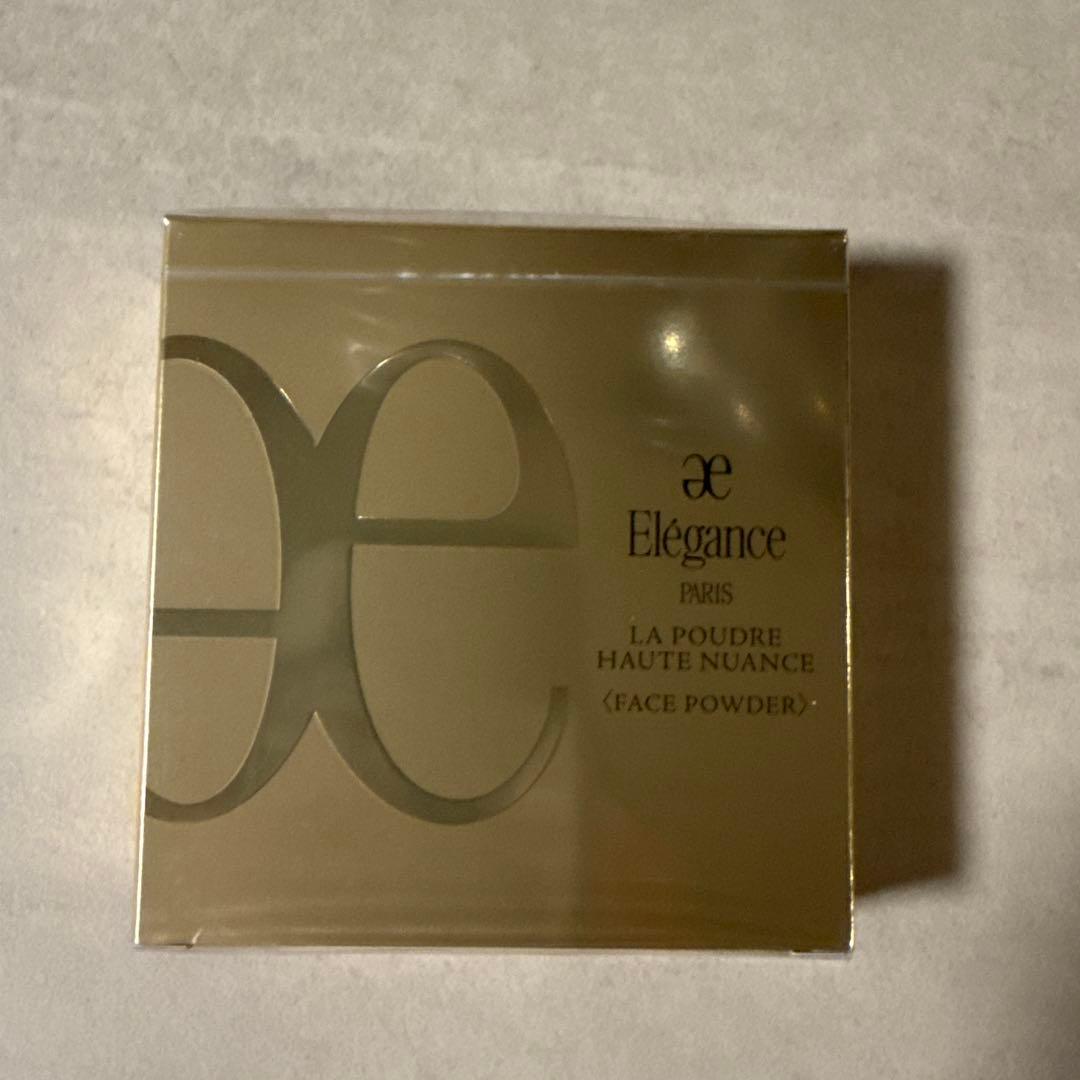 Elégance
PARIS
LA POUDRE
HAUTE NUANCE
〈FACE POWDER〉